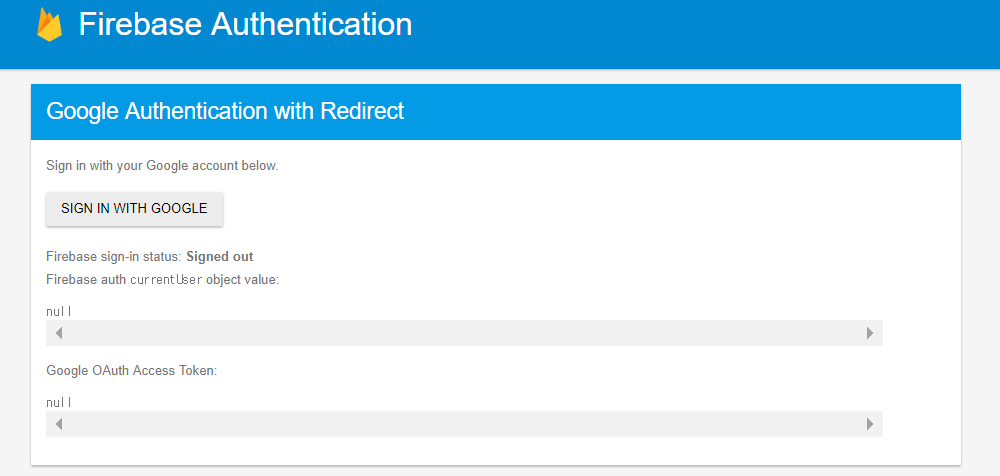 Firebase Authentication
Google Authentication with Redirect
Sign in with your Google account below.
SIGN IN WITH GOOGLE
Firebase sign-in status: Signed out
Firebase auth currentUser object value:
null
Google OAuth Access Token:
null